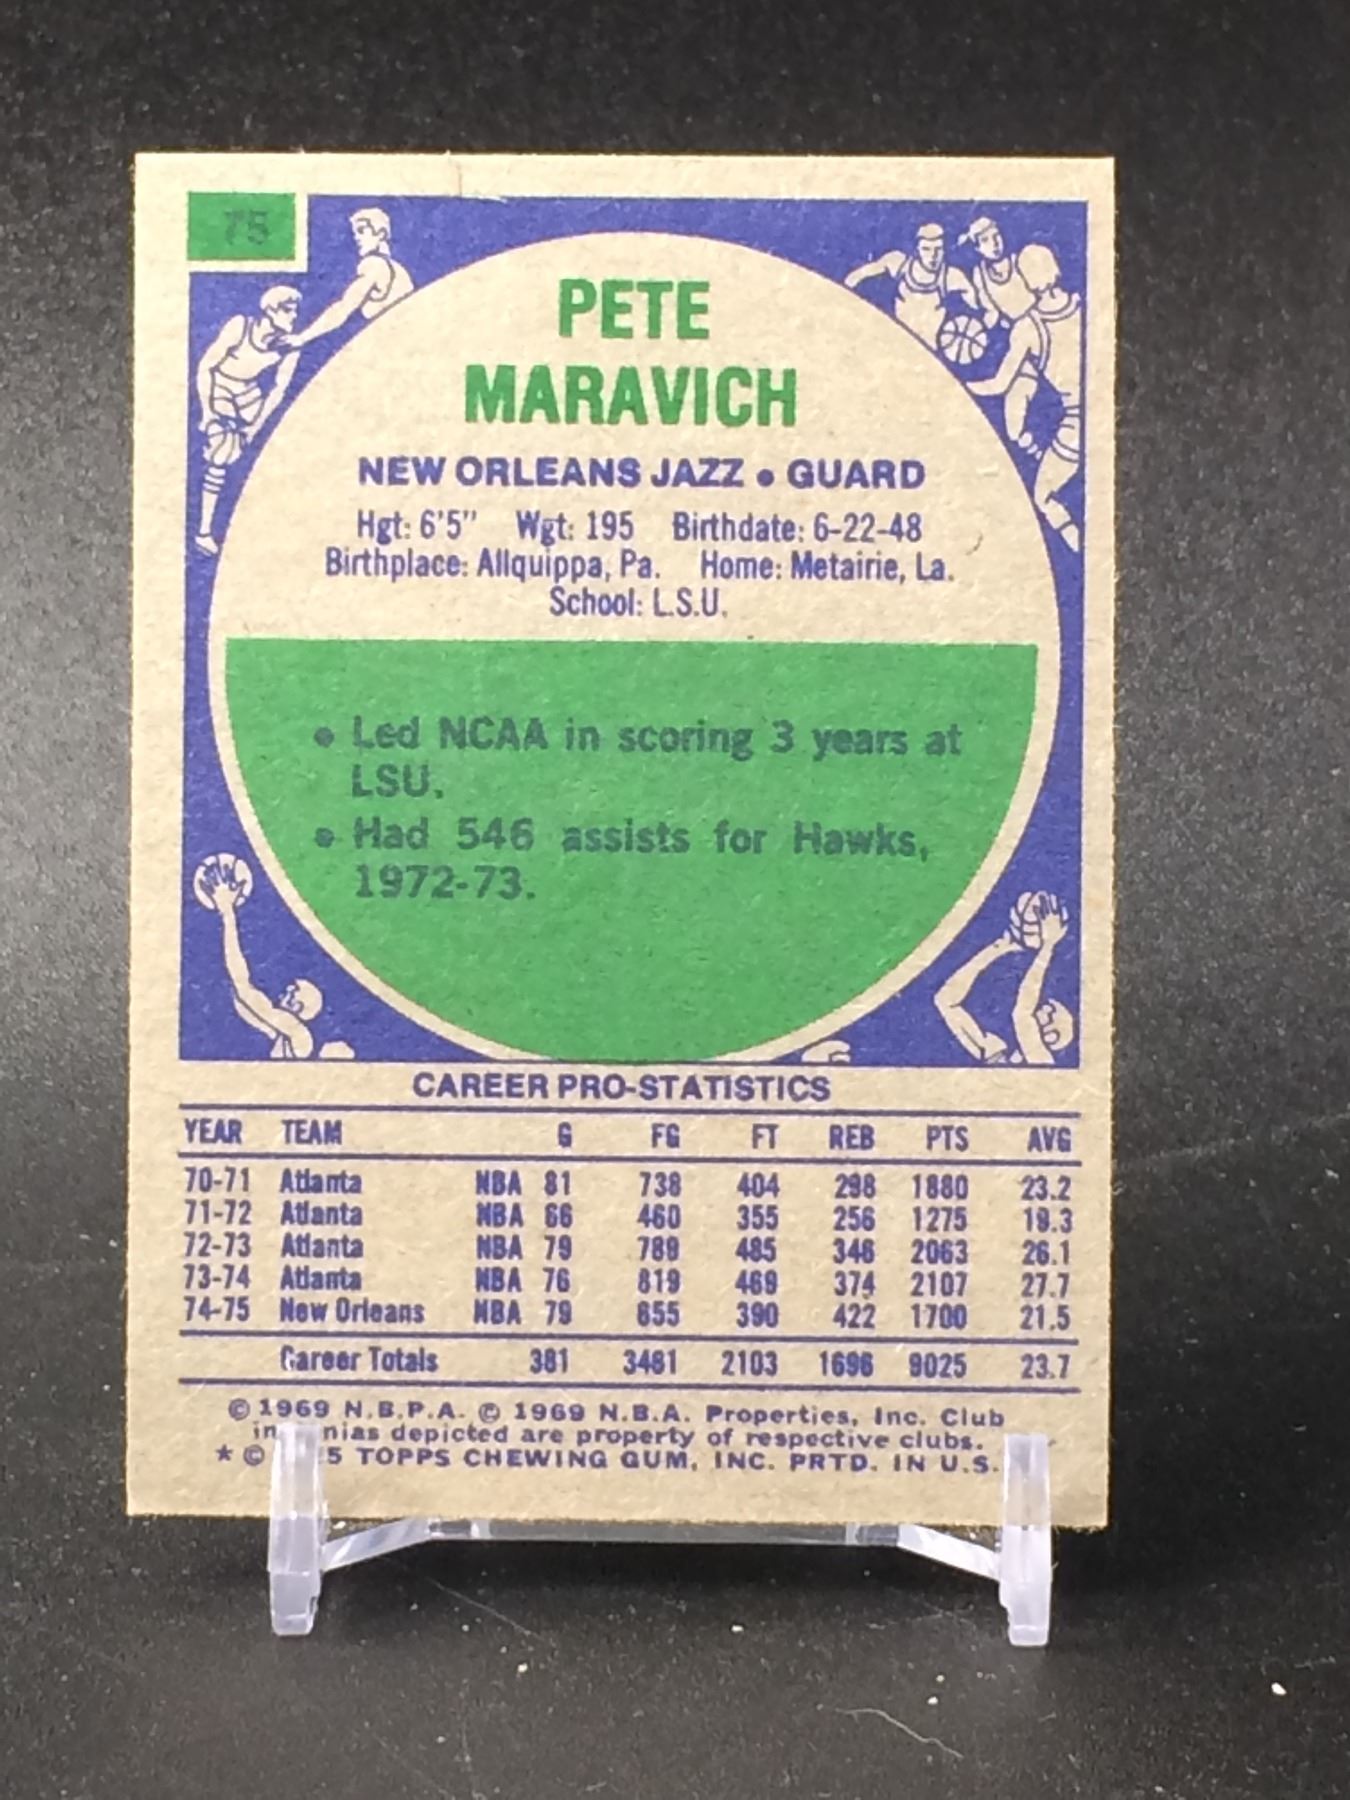 75
PETE
MARAVICH
NEW ORLEANS JAZZ • GUARD
Hgt: 6'5" Wgt: 195 Birthdate: 6-22-48
Birthplace: Aliquippa, Pa. Home: Metairie, La.
School: L.S.U.
• Led NCAA in scoring 3 years at
LSU.
• Had 546 assists for Hawks,
1972-73.
CAREER PRO-STATISTICS
YEAR TEAM G FG FT REB PTS AVG
70-71 Atlanta NBA 81 738 404 298 1880 23.2
71-72 Atlanta NBA 66 460 355 256 1275 19.3
72-73 Atlanta NBA 79 789 485 346 2063 26.1
73-74 Atlanta NBA 76 819 469 374 2107 27.7
74-75 New Orleans NBA 79 655 390 422 1700 21.5
Career Totals 381 3461 2103 1696 9025 23.7
© 1969 N.B.P.A. © 1969 N.B.A. Properties, Inc. Club
depicted are property of respective clubs.
* © 5 TOPPS CHEWING GUM, INC. PRTD. IN U.S.